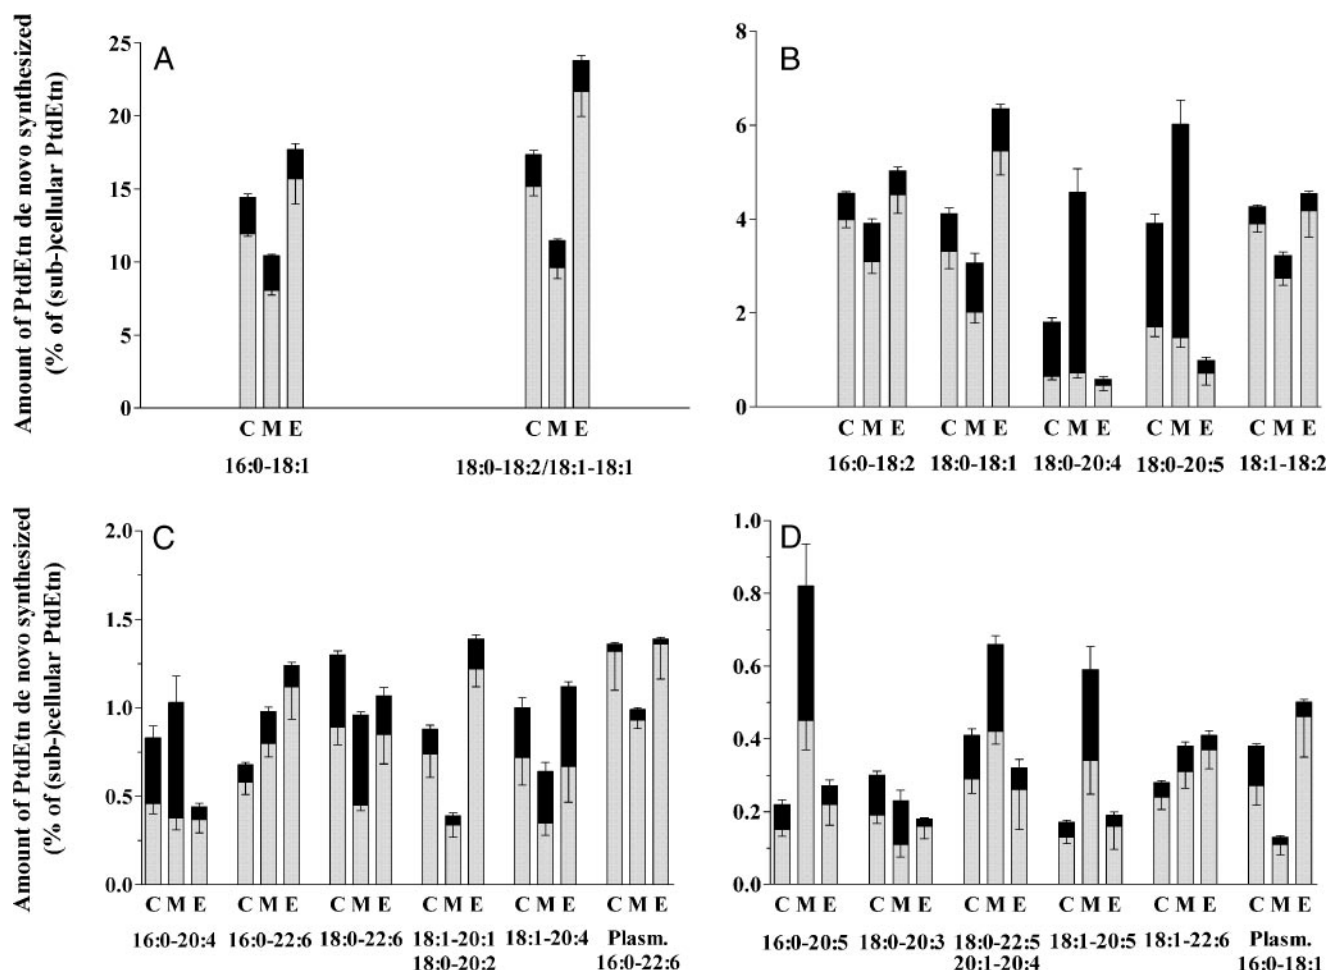 Amount of PtdEtn de novo synthesized
(% of (sub-)cellular PtdEtn)
A
25
20
15
10
5
0
C M E C M E
16:0-18:1 18:0-18:2/18:1-18:1
B
8
6
4
2
0
C M E C M E C M E C M E C M E
16:0-18:2 18:0-18:1 18:0-20:4 18:0-20:5 18:1-18:2
Amount of PtdEtn de novo synthesized
(% of (sub-)cellular PtdEtn)
C
2.0
1.5
1.0
0.5
0.0
C M E C M E C M E C M E C M E C M E
16:0-20:4 16:0-22:6 18:0-22:6 18:1-20:1 18:1-20:4 Plasm.
18:0-20:2 16:0-22:6
D
1.0
0.8
0.6
0.4
0.2
0.0
C M E C M E C M E C M E C M E C M E
16:0-20:5 18:0-20:3 18:0-22:5 18:1-20:5 18:1-22:6 Plasm.
20:1-20:4 16:0-18:1